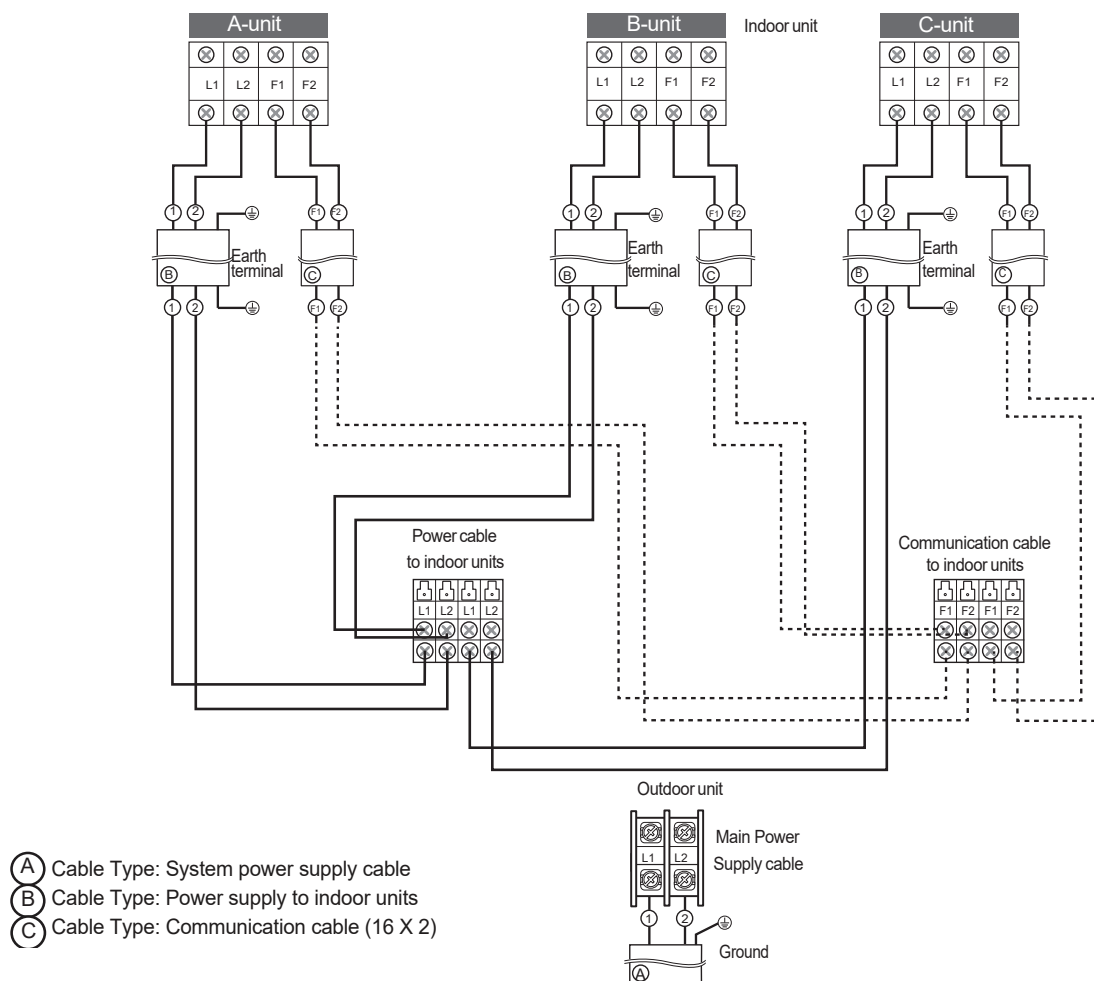 A-unit
B-unit
Indoor unit
C-unit
L1 L2 F1 F2
L1 L2 F1 F2
L1 L2 F1 F2
1 2 F1 F2
1 2 F1 F2
1 2 F1 F2
Earth
terminal
B
C
Earth
terminal
B
C
Earth
terminal
B
C
1 2 F1 F2
1 2 F1 F2
1 2 F1 F2
Power cable
to indoor units
L1 L2 L1 L2
Communication cable
to indoor units
F1 F2 F1 F2
Outdoor unit
L1 L2
Main Power
Supply cable
1 2
Ground
A
A Cable Type: System power supply cable
B Cable Type: Power supply to indoor units
C Cable Type: Communication cable (16 X 2)